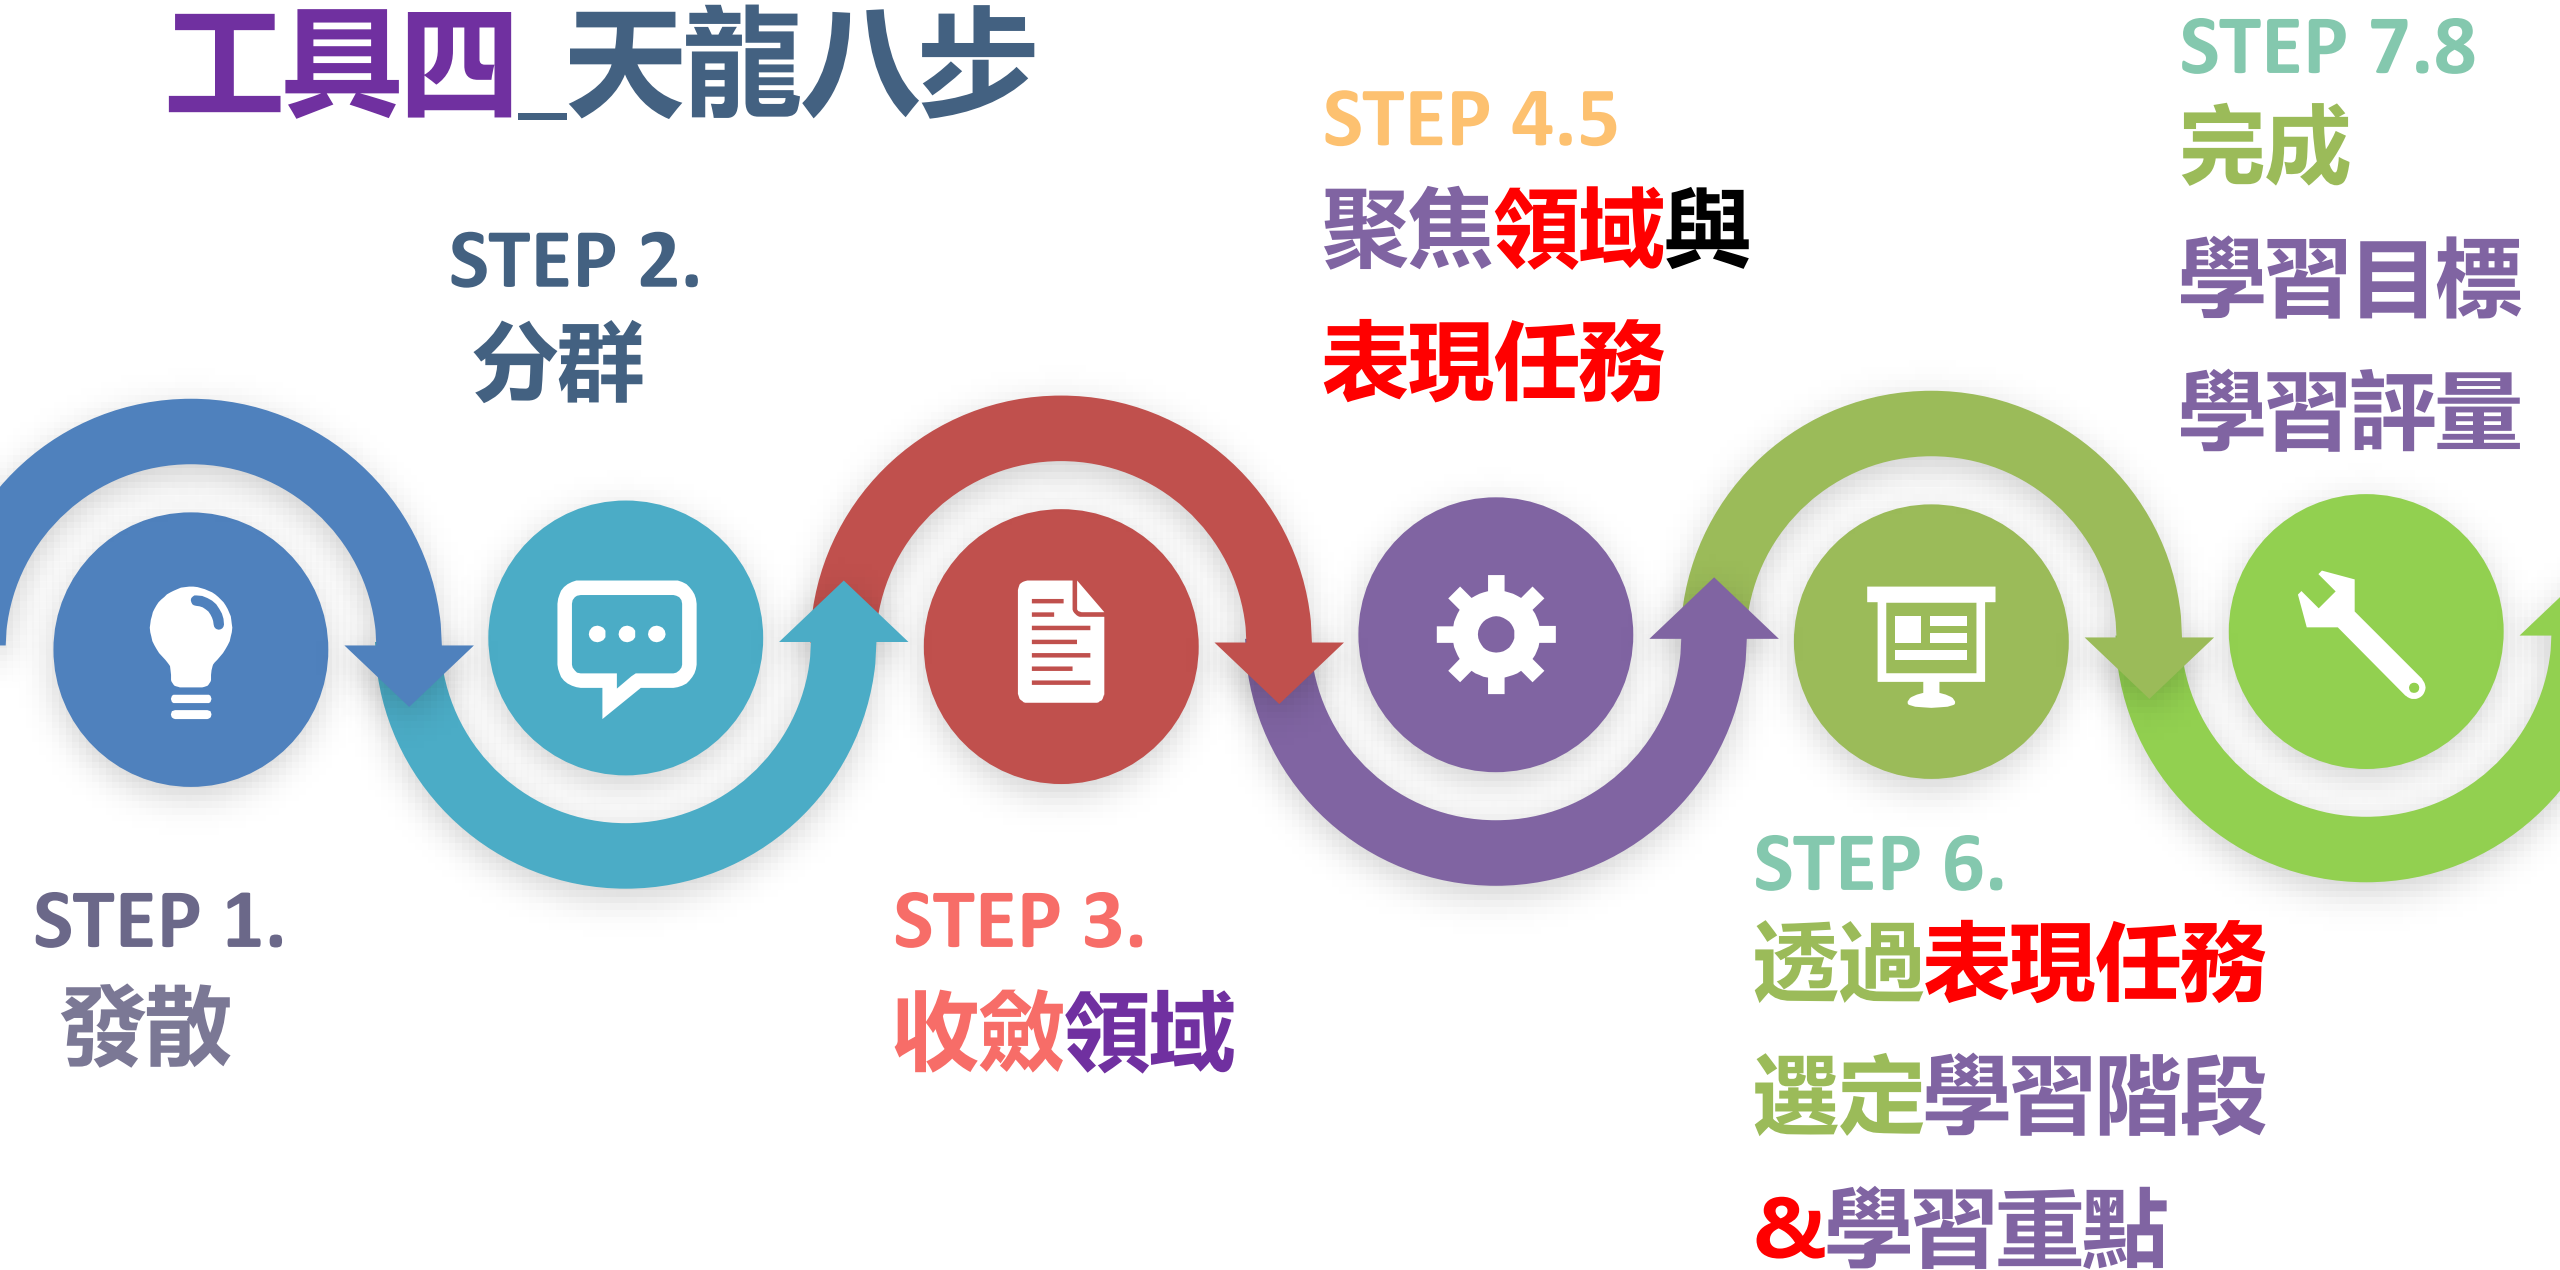 工具四_天龍八步
STEP 1.
發散
STEP 2.
分群
STEP 3.
收斂領域
STEP 4.5
聚焦領域與
表現任務
STEP 6.
透過表現任務
選定學習階段
&學習重點
STEP 7.8
完成
學習目標
學習評量